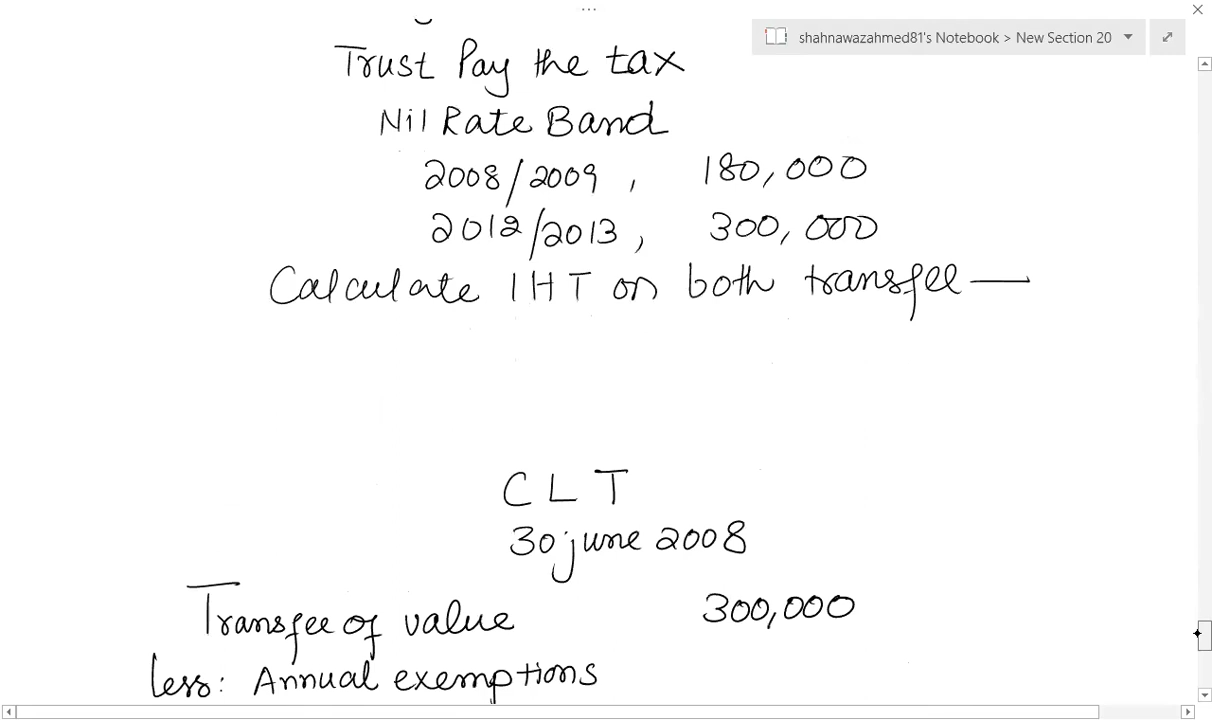 shahnawazahmed81's Notebook > New Section 20
Trust Pay the tax
Nil Rate Band
2008/2009, 180,000
2012/2013, 300,000
Calculate IHT on both transfer —
CLT
30 june 2008
Transfer of value 300,000
less: Annual exemptions